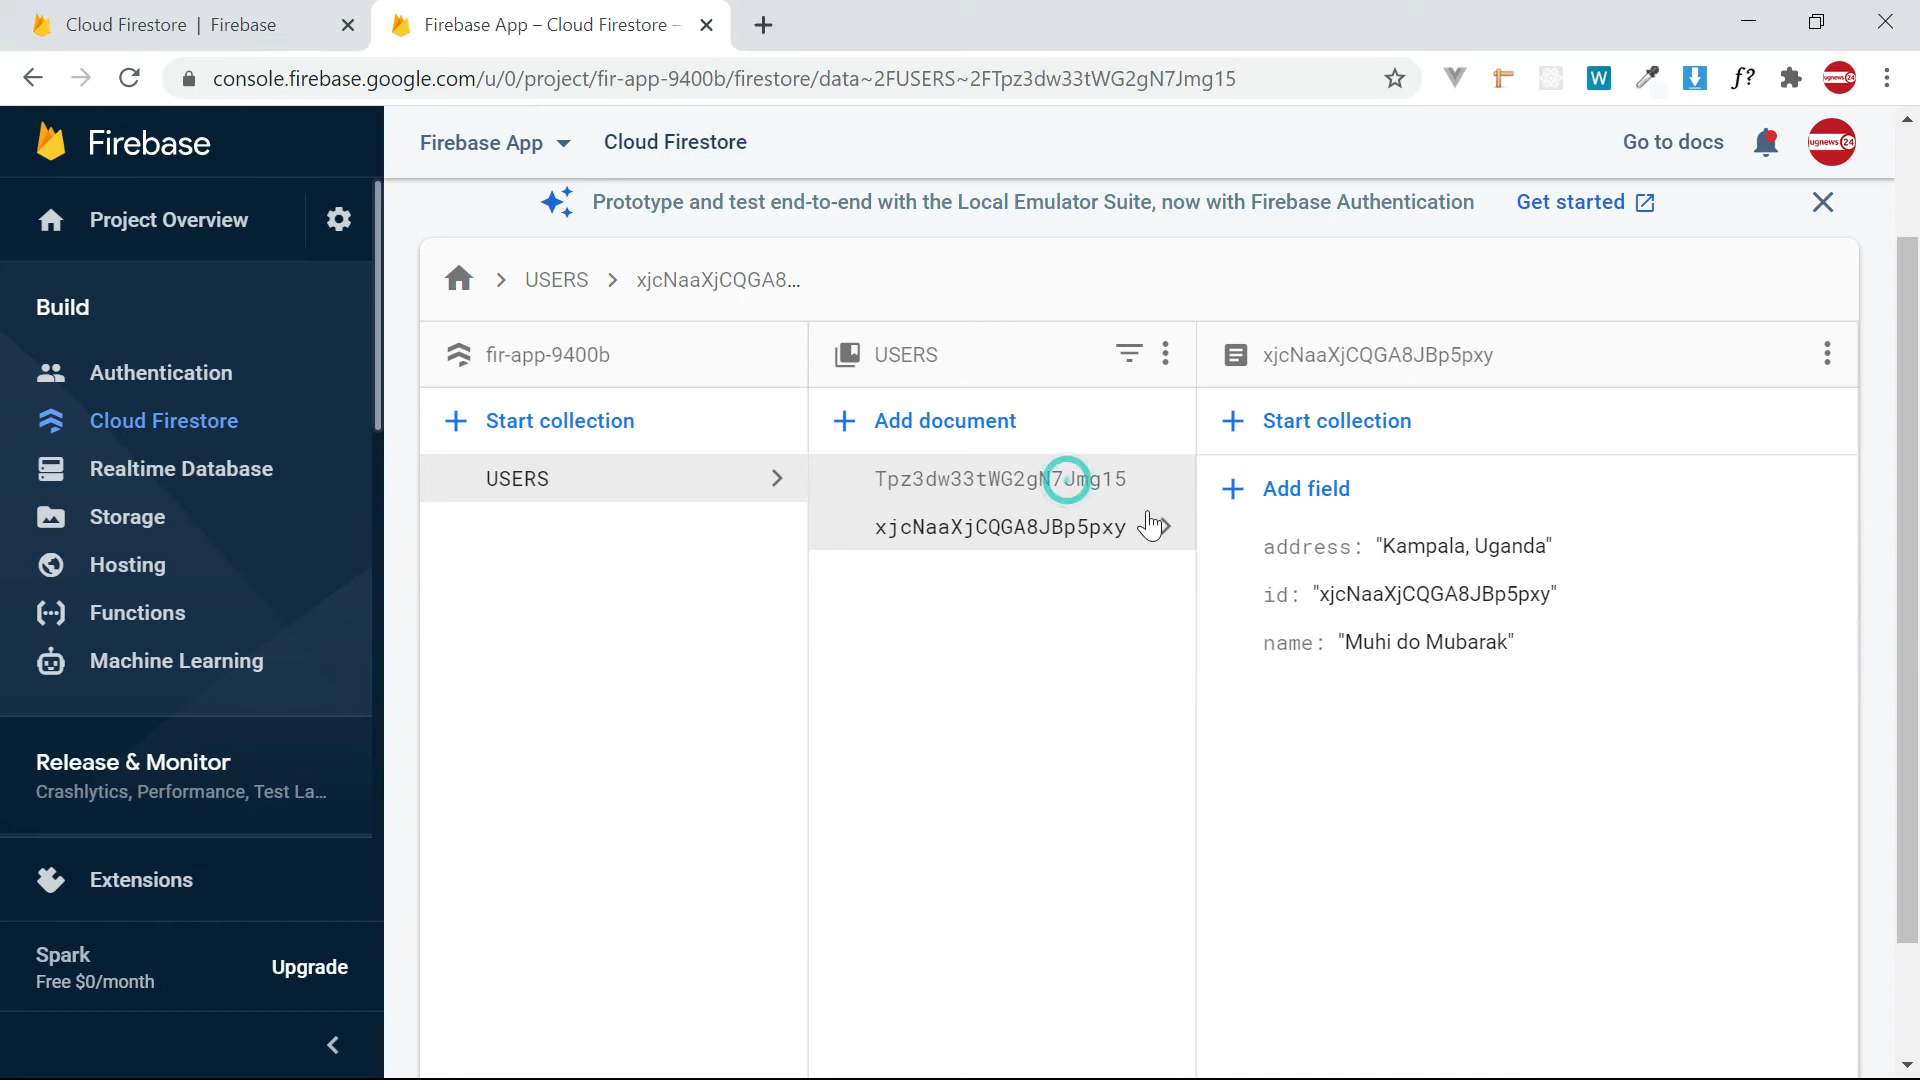 Cloud Firestore | Firebase
Firebase App – Cloud Firestore –
console.firebase.google.com/u/0/project/fir-app-9400b/firestore/data~2FUSERS~2FTpz3dw33tWG2gN7Jmg15
W
f?
ugnews24
Firebase
Firebase App
Cloud Firestore
Go to docs
ugnews24
Project Overview
Prototype and test end-to-end with the Local Emulator Suite, now with Firebase Authentication
Get started
Build
Authentication
Cloud Firestore
Realtime Database
Storage
Hosting
Functions
Machine Learning
Release & Monitor
Crashlytics, Performance, Test La...
Extensions
Spark
Free $0/month
Upgrade
USERS
xjcNaaXjCQGA8...
fir-app-9400b
Start collection
USERS
USERS
Add document
Tpz3dw33tWG2gN7Jmg15
xjcNaaXjCQGA8JBp5pxy
xjcNaaXjCQGA8JBp5pxy
Start collection
Add field
address: "Kampala, Uganda"
id: "xjcNaaXjCQGA8JBp5pxy"
name: "Muhi do Mubarak"